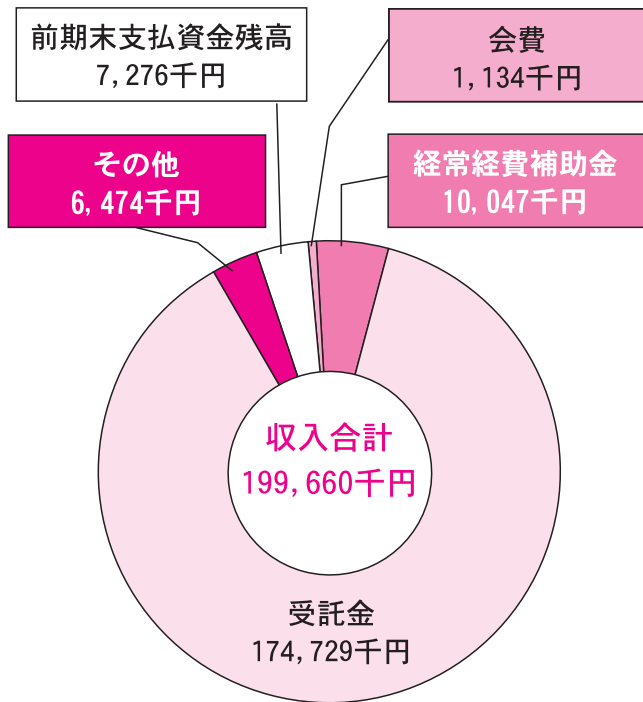 前期末支払資金残高
7,276千円
会費
1,134千円
その他
6,474千円
経常経費補助金
10,047千円
収入合計
199,660千円
受託金
174,729千円